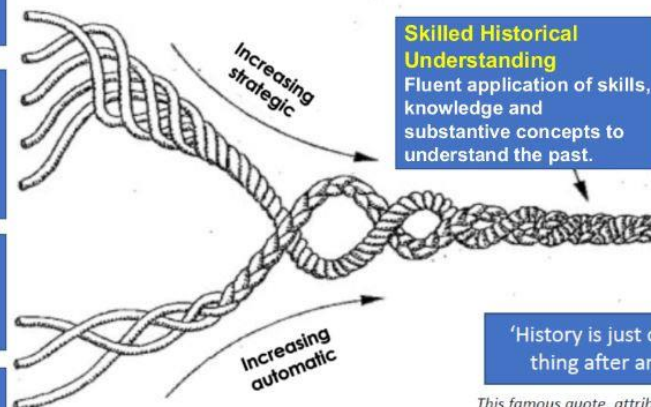 Increasing
strategic
Skilled Historical
Understanding
Fluent application of skills,
knowledge and
substantive concepts to
understand the past.
Increasing
automatic
'History is just
thing after
This famous quote, attrib